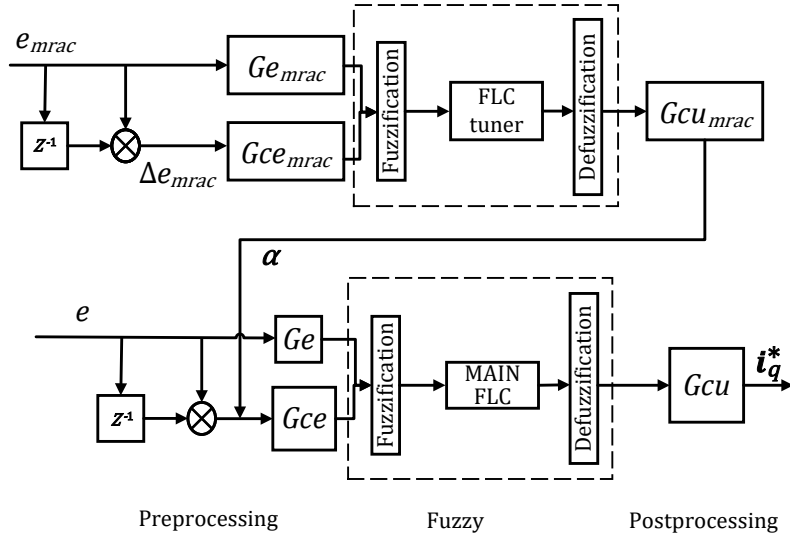 e_mrac
Ge_mrac
Fuzzification
FLC
tuner
Defuzzification
Gcu_mrac
Z⁻¹
Gce_mrac
Δe_mrac
α
e
Ge
Fuzzification
MAIN
FLC
Defuzzification
Gcu
i_q^*
Z⁻¹
Gce
Preprocessing
Fuzzy
Postprocessing